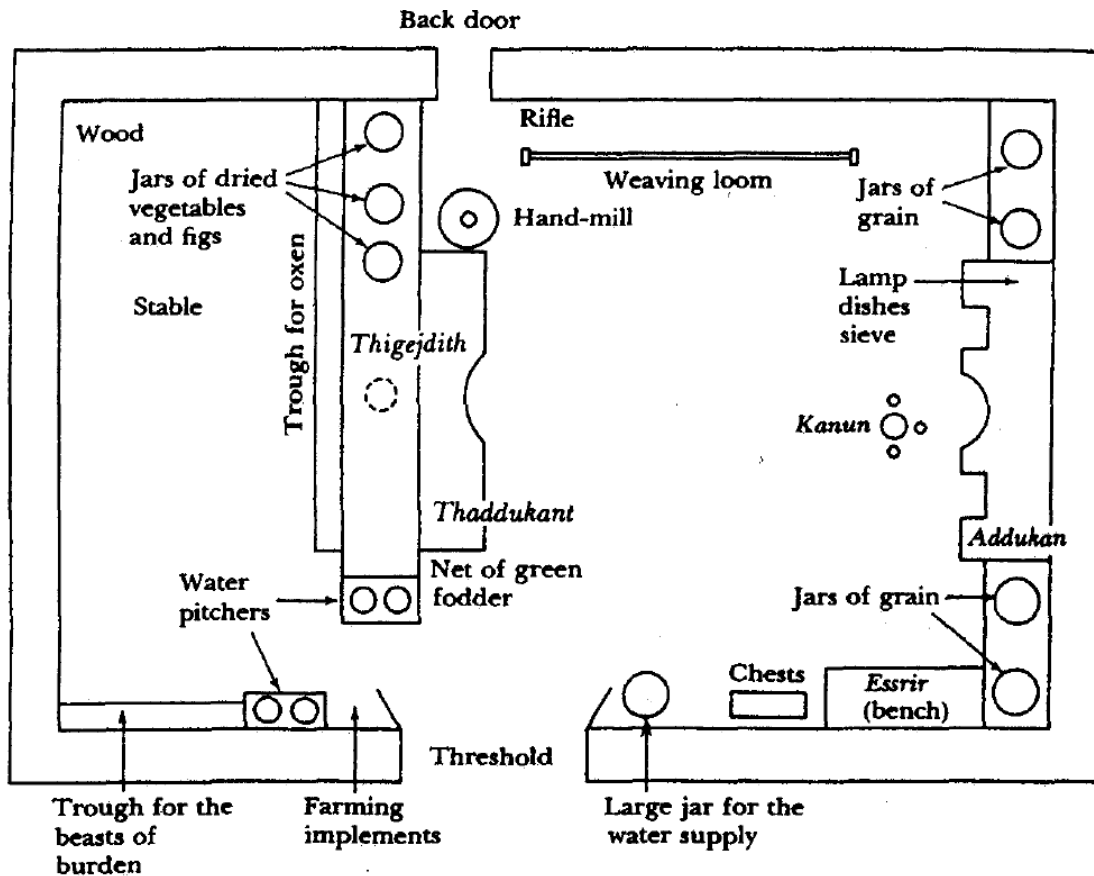 Back door
Wood
Rifle
Jars of dried
vegetables
and figs
Weaving loom
Jars of
grain
Hand-mill
Trough for oxen
Stable
Lamp
dishes
sieve
Thigejdith
Kanun
Thaddukant
Addukan
Net of green
fodder
Water
pitchers
Jars of grain
Chests
Essrir
(bench)
Threshold
Trough for the
beasts of
burden
Farming
implements
Large jar for the
water supply